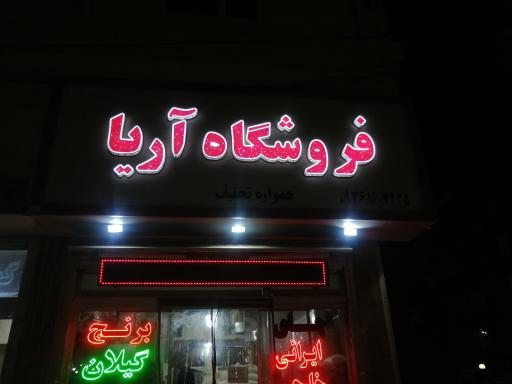 فروشگاه آریا
همواره تخفیف
برنج
گیلان
ایرانی